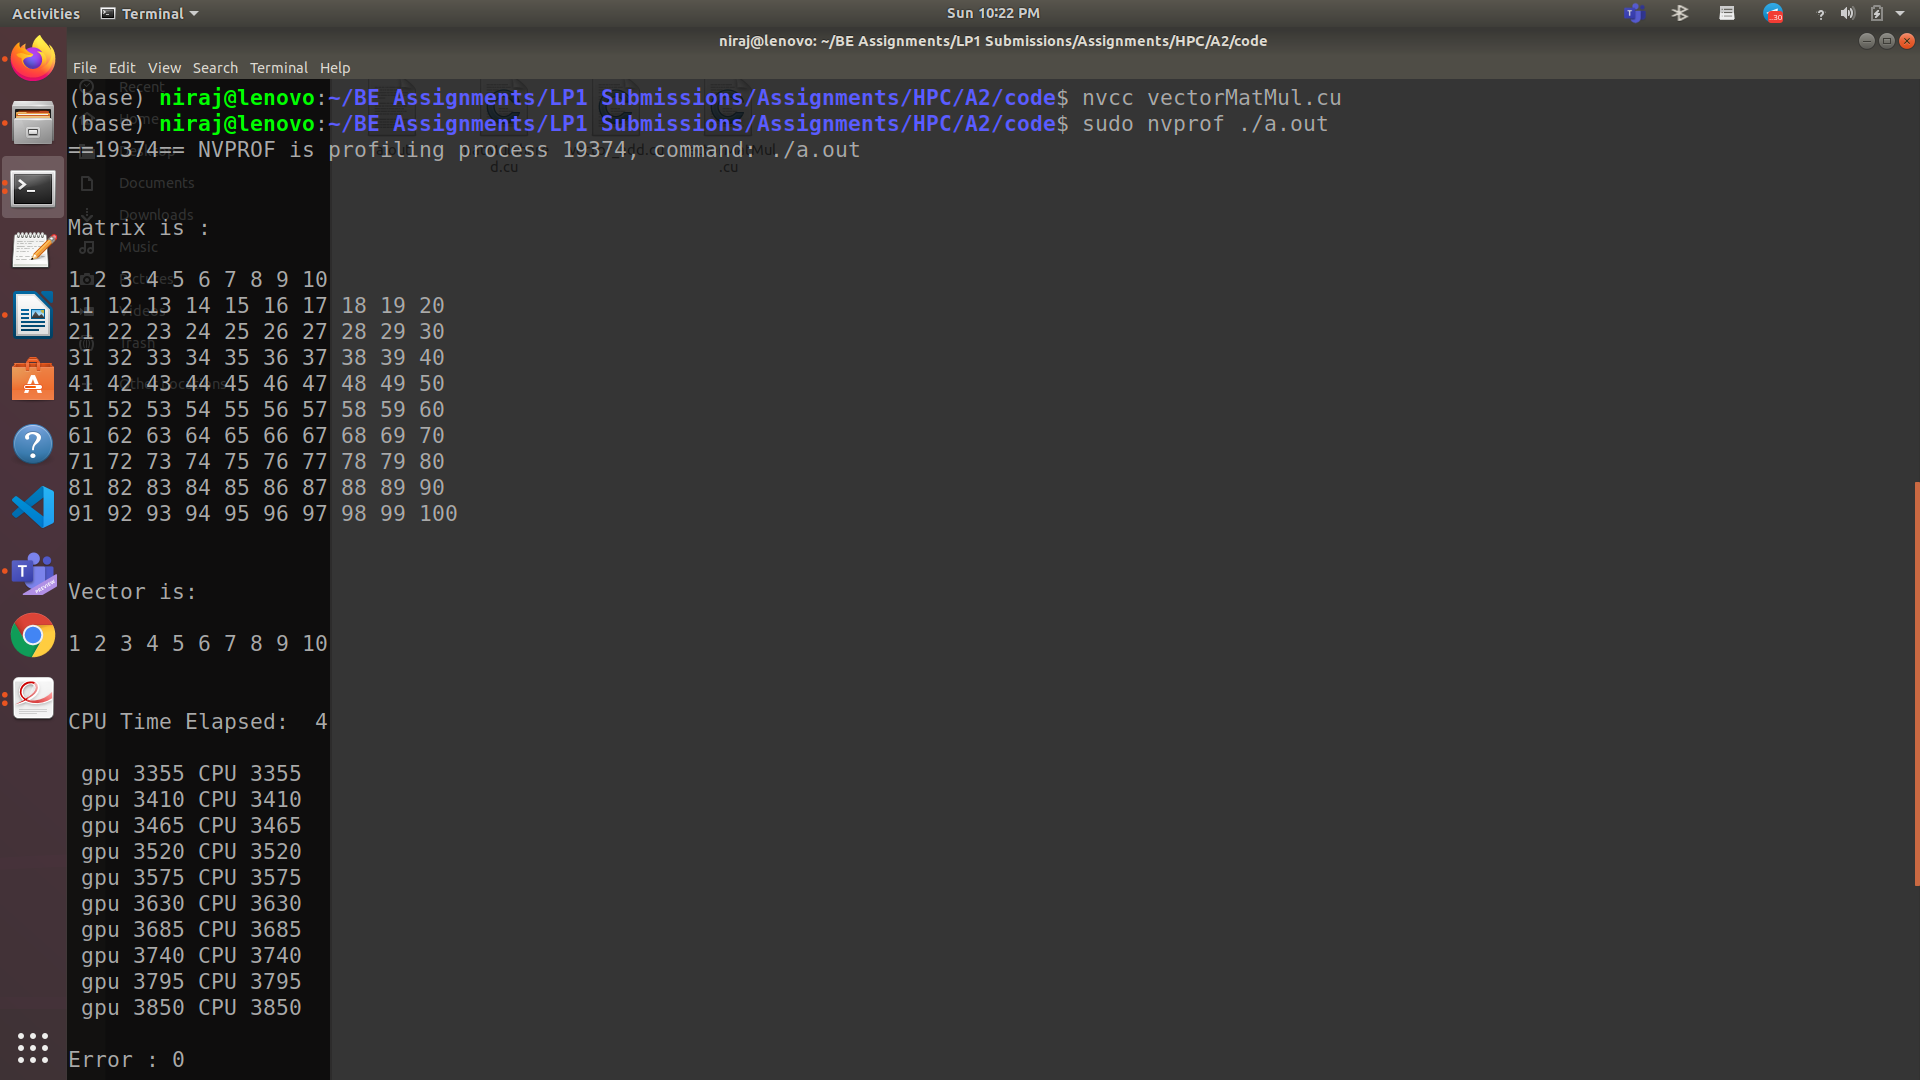 Activities Terminal Sun 10:22 PM
niraj@lenovo: ~/BE Assignments/LP1 Submissions/Assignments/HPC/A2/code
File Edit View Search Terminal Help
(base) niraj@lenovo:~/BE Assignments/LP1 Submissions/Assignments/HPC/A2/code$ nvcc vectorMatMul.cu
(base) niraj@lenovo:~/BE Assignments/LP1 Submissions/Assignments/HPC/A2/code$ sudo nvprof ./a.out
==19374== NVPROF is profiling process 19374, command: ./a.out
d.cu .cu
Documents
Downloads
Matrix is :
Music
1 2 3 4 5 6 7 8 9 10
11 12 13 14 15 16 17 18 19 20
21 22 23 24 25 26 27 28 29 30
31 32 33 34 35 36 37 38 39 40
41 42 43 44 45 46 47 48 49 50
51 52 53 54 55 56 57 58 59 60
61 62 63 64 65 66 67 68 69 70
71 72 73 74 75 76 77 78 79 80
81 82 83 84 85 86 87 88 89 90
91 92 93 94 95 96 97 98 99 100
Vector is:
1 2 3 4 5 6 7 8 9 10
CPU Time Elapsed:  4
gpu 3355 CPU 3355
gpu 3410 CPU 3410
gpu 3465 CPU 3465
gpu 3520 CPU 3520
gpu 3575 CPU 3575
gpu 3630 CPU 3630
gpu 3685 CPU 3685
gpu 3740 CPU 3740
gpu 3795 CPU 3795
gpu 3850 CPU 3850
Error : 0